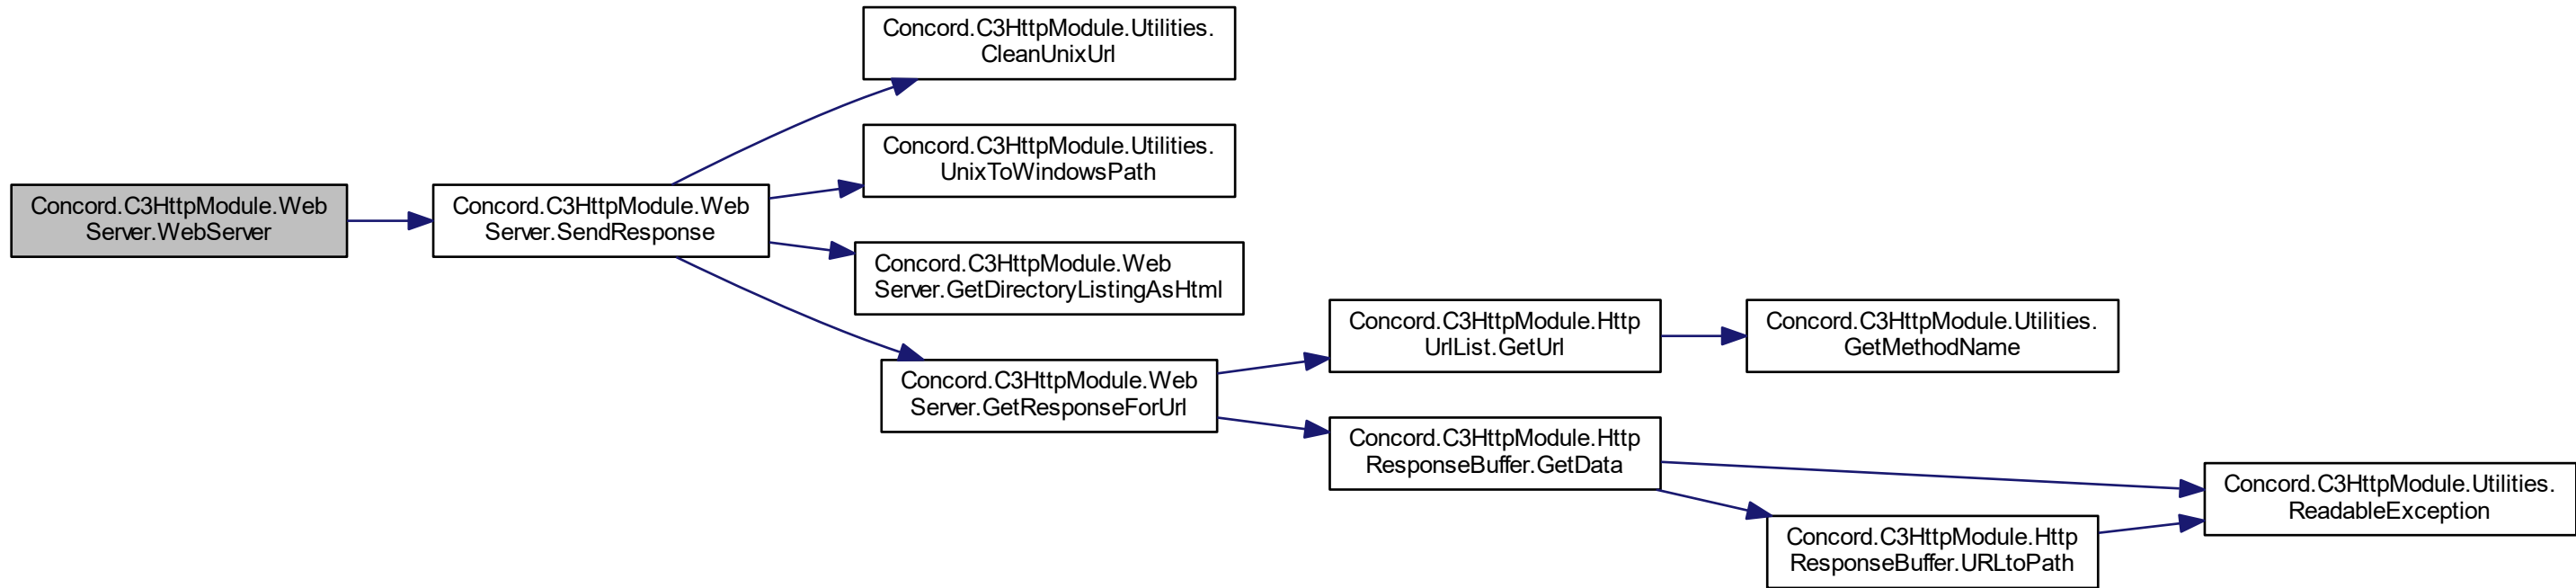 Concord.C3HttpModule.Utilities.
CleanUnixUrl
Concord.C3HttpModule.Utilities.
UnixToWindowsPath
Concord.C3HttpModule.Web
Server.WebServer
Concord.C3HttpModule.Web
Server.SendResponse
Concord.C3HttpModule.Web
Server.GetDirectoryListingAsHtml
Concord.C3HttpModule.Http
UrlList.GetUrl
Concord.C3HttpModule.Utilities.
GetMethodName
Concord.C3HttpModule.Web
Server.GetResponseForUrl
Concord.C3HttpModule.Http
ResponseBuffer.GetData
Concord.C3HttpModule.Utilities.
ReadableException
Concord.C3HttpModule.Http
ResponseBuffer.URLtoPath